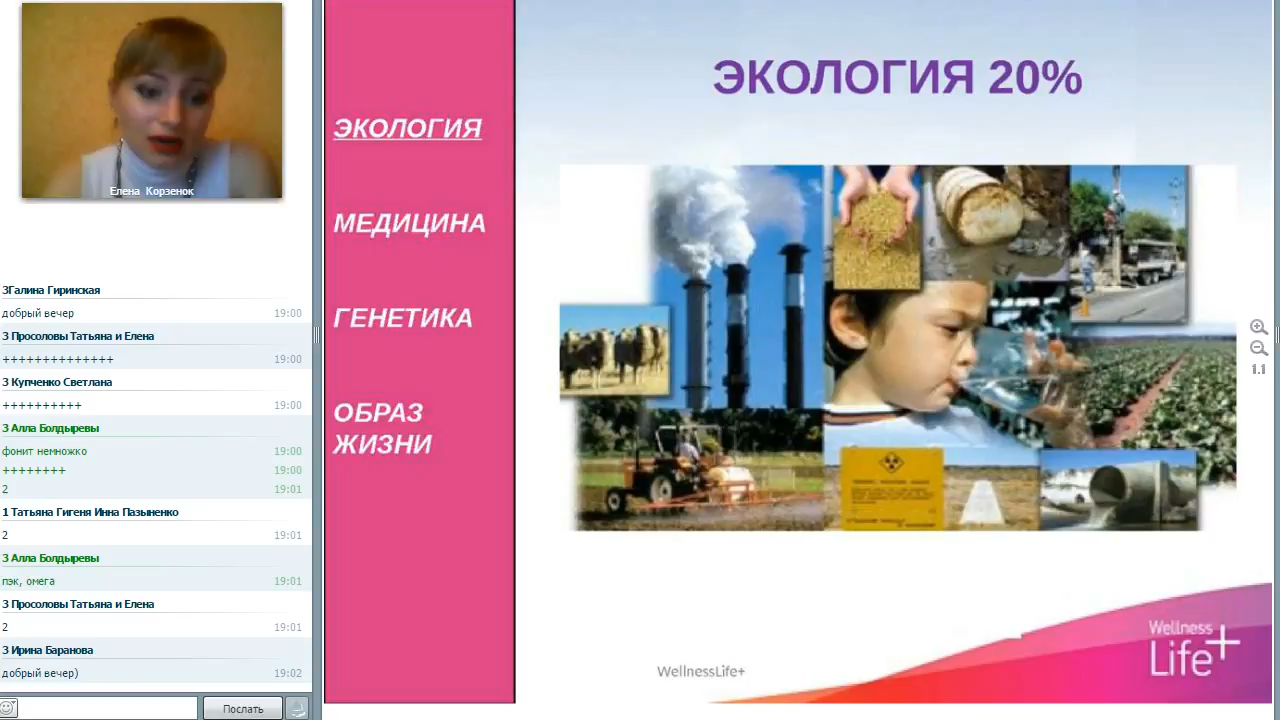 Елена Корзенок
3Галина Гиринская
добрый вечер 19:00
3 Просоловы Татьяна и Елена
++++++++++++++ 19:00
3 Купченко Светлана
++++++++++ 19:00
3 Алла Болдыревы
фонит немножко 19:00
++++++++ 19:00
2 19:01
1 Татьяна Гигеня Инна Пазыненко
2 19:01
3 Алла Болдыревы
пэк, омега 19:01
3 Просоловы Татьяна и Елена
2 19:01
3 Ирина Баранова
добрый вечер) 19:02
Послать
ЭКОЛОГИЯ
МЕДИЦИНА
ГЕНЕТИКА
ОБРАЗ
ЖИЗНИ
ЭКОЛОГИЯ 20%
WellnessLife+
Wellness
Life+
1.1